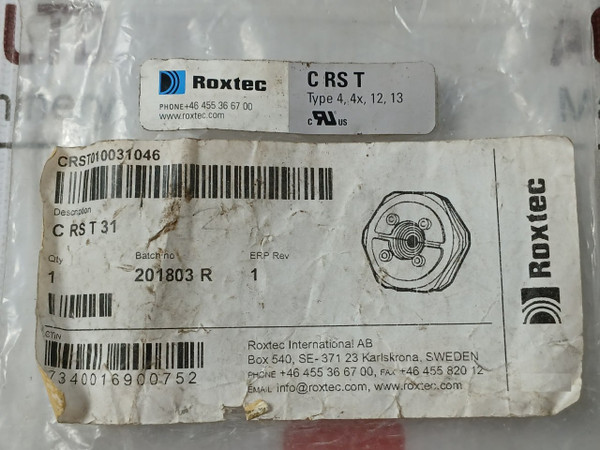 Roxtec
C RS T
Type 4, 4x, 12, 13
PHONE+46 455 36 67 00
www.roxtec.com
C RU US
CRST010031046
Description
C RS T 31
Qty
Batch no
ERP Rev
1
201803 R
1
Roxtec
GTIN
7340016900752
Roxtec International AB
Box 540, SE- 371 23 Karlskrona, SWEDEN
PHONE +46 455 36 67 00, FAX +46 455 820 12
EMAIL info@roxtec.com, www.roxtec.com